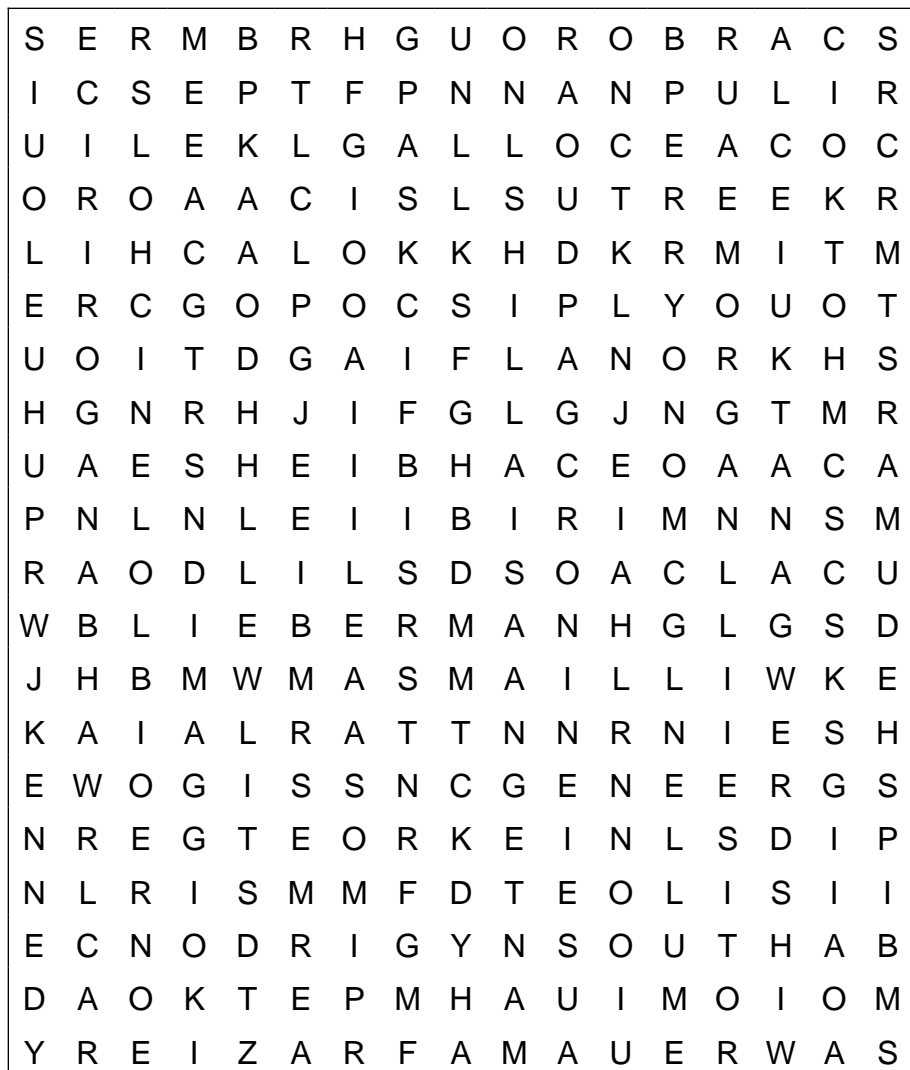 S E R M B R H G U O R O B R A C S
I C S E P T F P N N A N P U L I R
U I L E K L G A L L O C E A C O C
O R O A A C I S L S U T R E E K R
L I H C A L O K K H D K R M I T M
E R C G O P O C S I P L Y O U O T
U O I T D G A I F L A N O R K H S
H G N R H J I F G L G J N G T M R
U A E S H E I B H A C E O A A C A
P N L N L E I I B I R I M N N S M
R A O D L I L S D S O A C L A C U
W B L I E B E R M A N H G L G S D
J H B M W M A S M A I L L I W K E
K A I A L R A T T N N R N I E S H
E W O G I S S N C G E N E E R G S
N R E G T E O R K E I N L S D I P
N L R I S M M F D T E O L I S I I
E C N O D R I G Y N S O U T H A B
D A O K T E P M H A U I M O I O M
Y R E I Z A R F A M A U E R W A S